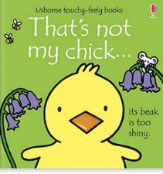 Usborne touchy-feely books
That's not
my chick...
its beak is too
shiny.